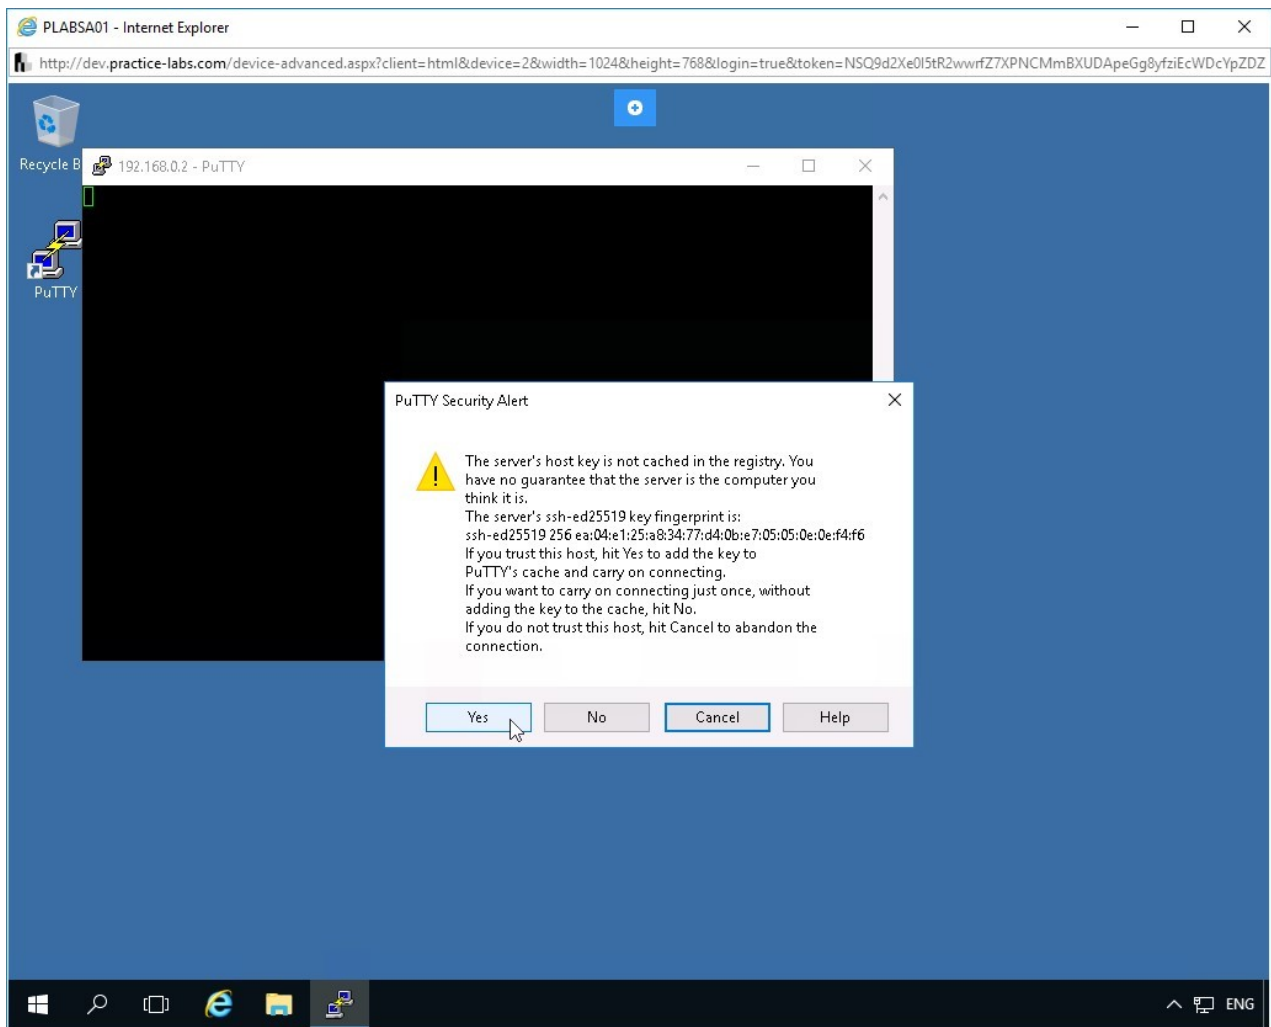 PLABSA01 - Internet Explorer
http://dev.practice-labs.com/device-advanced.aspx?client=html&device=2&width=1024&height=768&login=true&token=NSQ9d2Xe0I5tR2wwrfZ7XPNCMmBXUDApeGg8yfziEcWDcYpZDZ
Recycle B
192.168.0.2 - PuTTY
PuTTY
PuTTY Security Alert
The server's host key is not cached in the registry. You
have no guarantee that the server is the computer you
think it is.
The server's ssh-ed25519 key fingerprint is:
ssh-ed25519 256 ea:04:e1:25:a8:34:77:d4:0b:e7:05:05:0e:0e:f4:f6
If you trust this host, hit Yes to add the key to
PuTTY's cache and carry on connecting.
If you want to carry on connecting just once, without
adding the key to the cache, hit No.
If you do not trust this host, hit Cancel to abandon the
connection.
Yes No Cancel Help
ENG